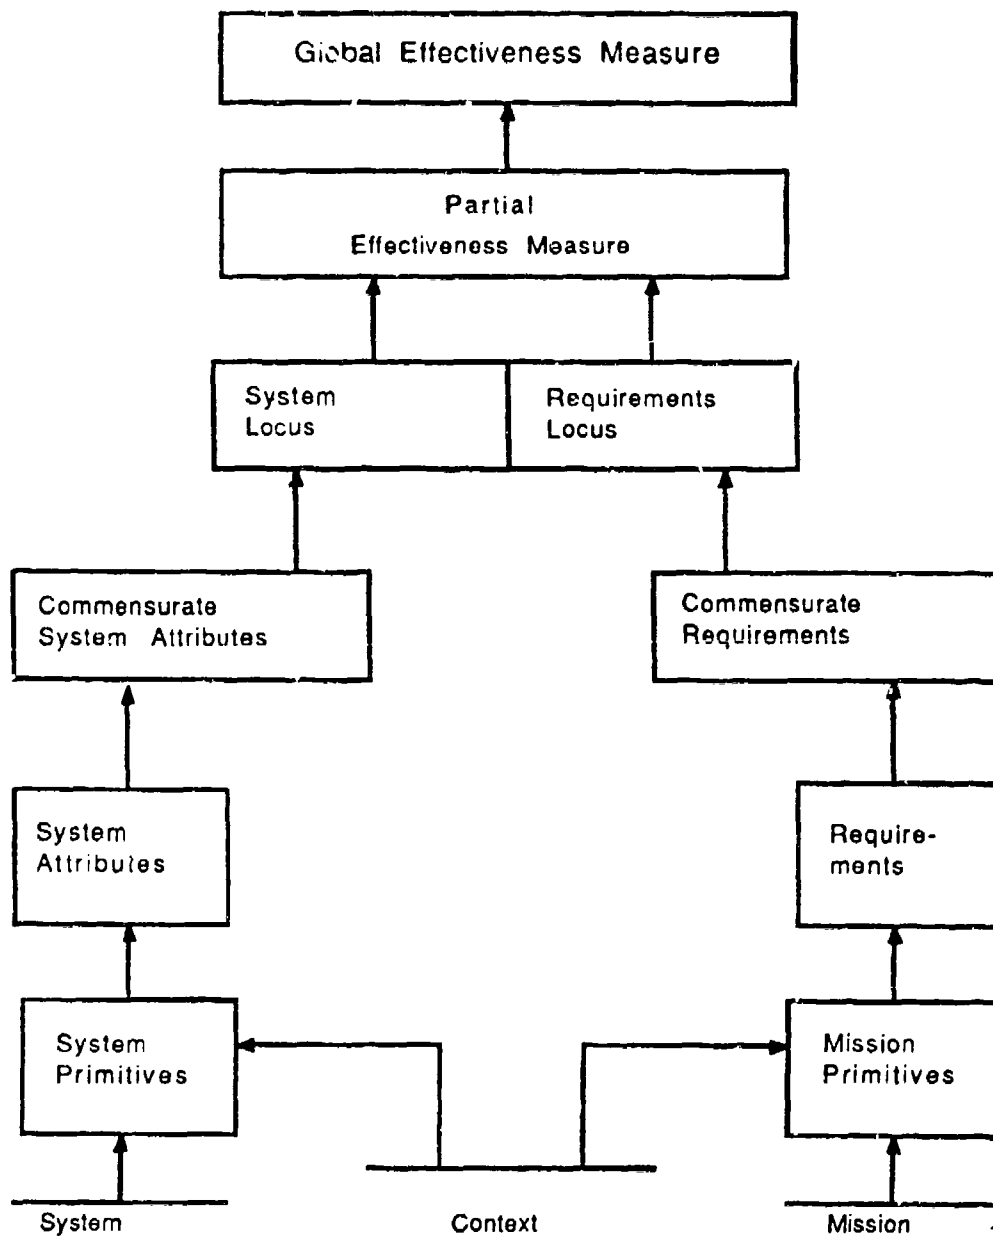 Global Effectiveness Measure
Partial
Effectiveness Measure
System
Locus
Requirements
Locus
Commensurate
System Attributes
Commensurate
Requirements
System
Attributes
Require-
ments
System
Primitives
Mission
Primitives
System
Context
Mission